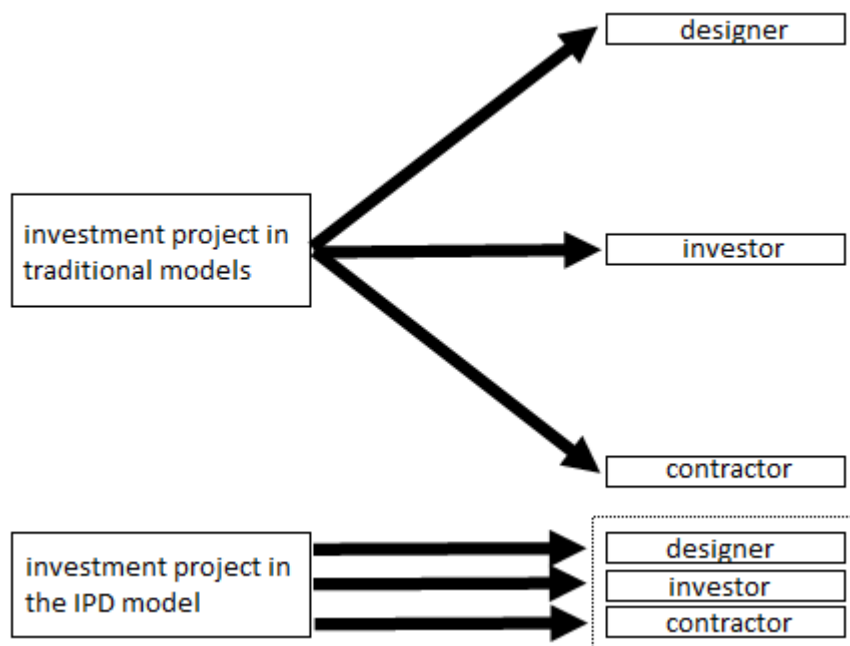 designer
investment project in
traditional models
investor
contractor
investment project in
the IPD model
designer
investor
contractor